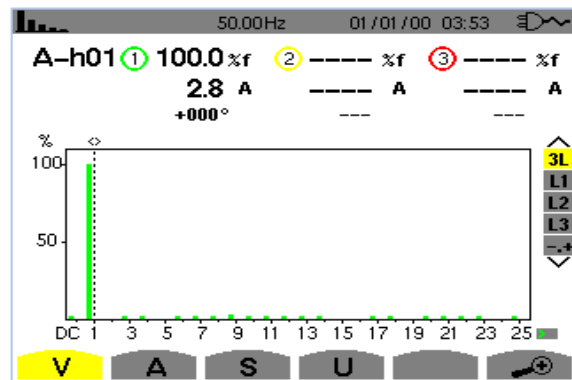 50.00Hz 01/01/00 03:53
A-h01 1 100.0 %f 2 ---- %f 3 ---- %f
2.8 A ---- A ---- A
+000° --- ---
%
100
50
3L
L1
L2
L3
-.+
DC 1 3 5 7 9 11 13 15 17 19 21 23 25
V A S U